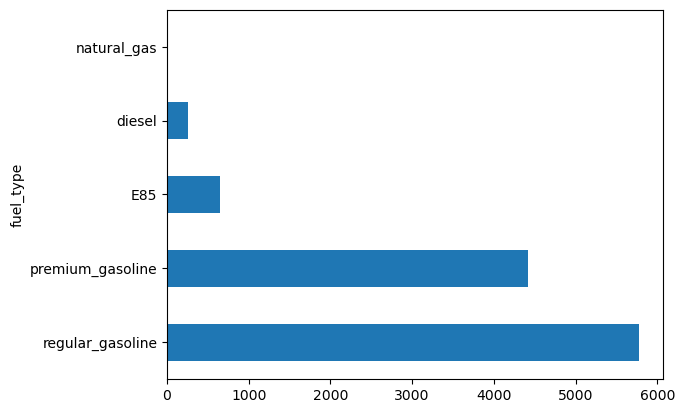 natural_gas
diesel
E85
premium_gasoline
regular_gasoline
fuel_type
0 1000 2000 3000 4000 5000 6000